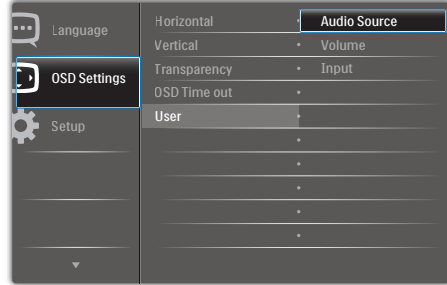 Language
OSD Settings
Setup
Horizontal
Vertical
Transparency
OSD Time out
User
Audio Source
Volume
Input